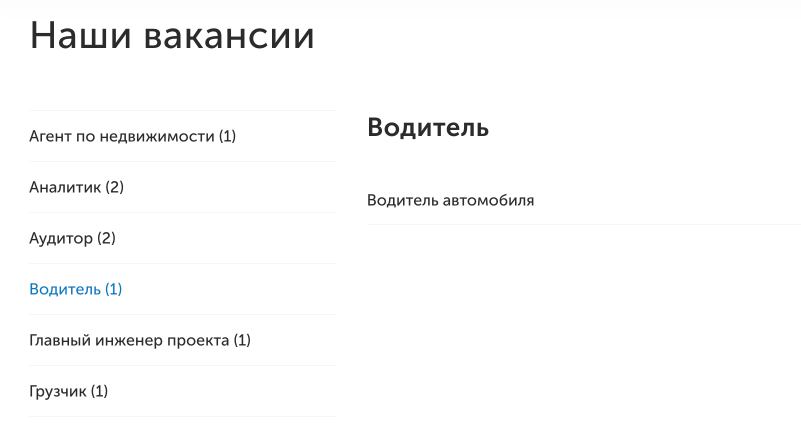 Наши вакансии
Агент по недвижимости (1)
Аналитик (2)
Аудитор (2)
Водитель (1)
Главный инженер проекта (1)
Грузчик (1)
Водитель
Водитель автомобиля